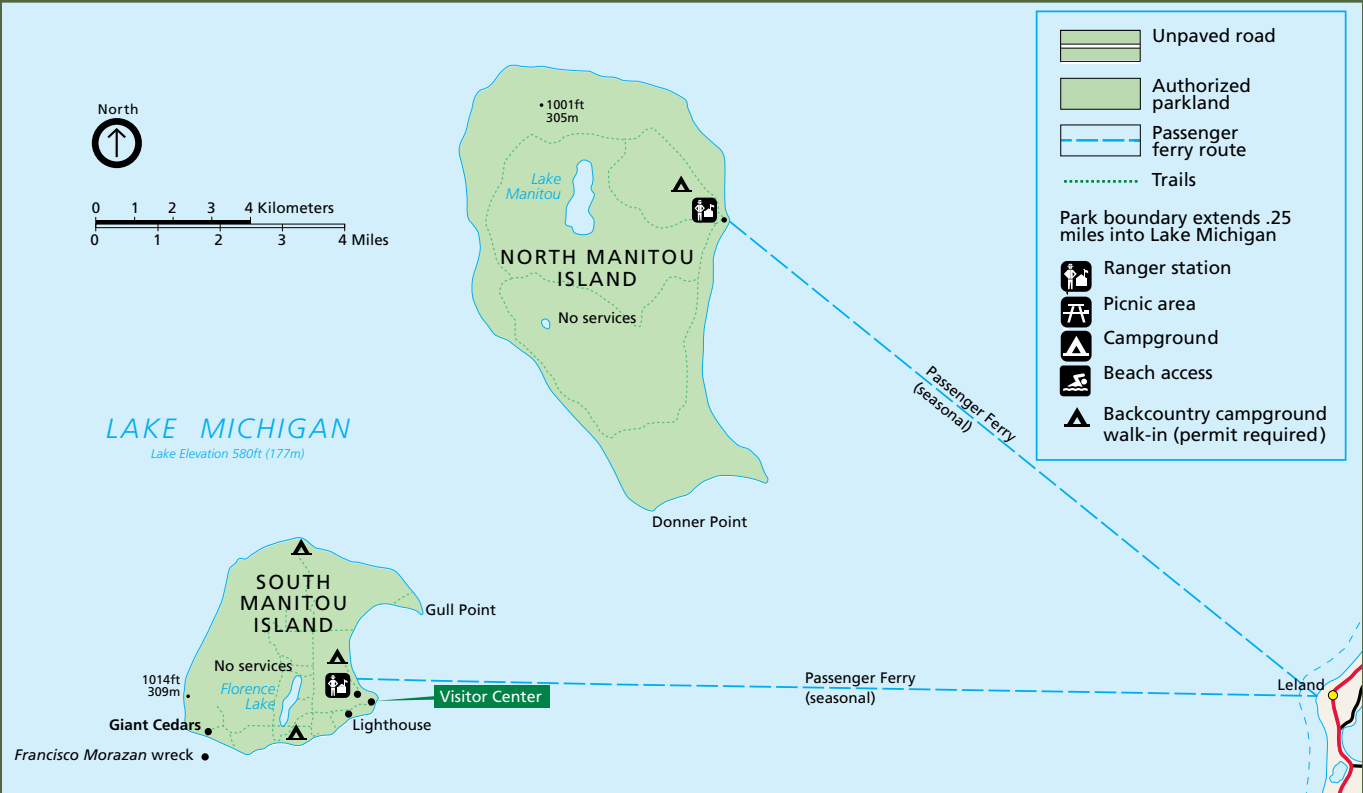 North
0 1 2 3 4 Kilometers
0 1 2 3 4 Miles
1001ft
305m
Lake
Manitou
NORTH MANITOU
ISLAND
No services
Donner Point
LAKE MICHIGAN
Lake Elevation 580ft (177m)
Passenger Ferry
(seasonal)
SOUTH
MANITOU
ISLAND
Gull Point
No services
1014ft
309m
Florence
Lake
Visitor Center
Giant Cedars
Lighthouse
Francisco Morazan wreck
Passenger Ferry
(seasonal)
Leland
Unpaved road
Authorized
parkland
Passenger
ferry route
Trails
Park boundary extends .25
miles into Lake Michigan
Ranger station
Picnic area
Campground
Beach access
Backcountry campground
walk-in (permit required)